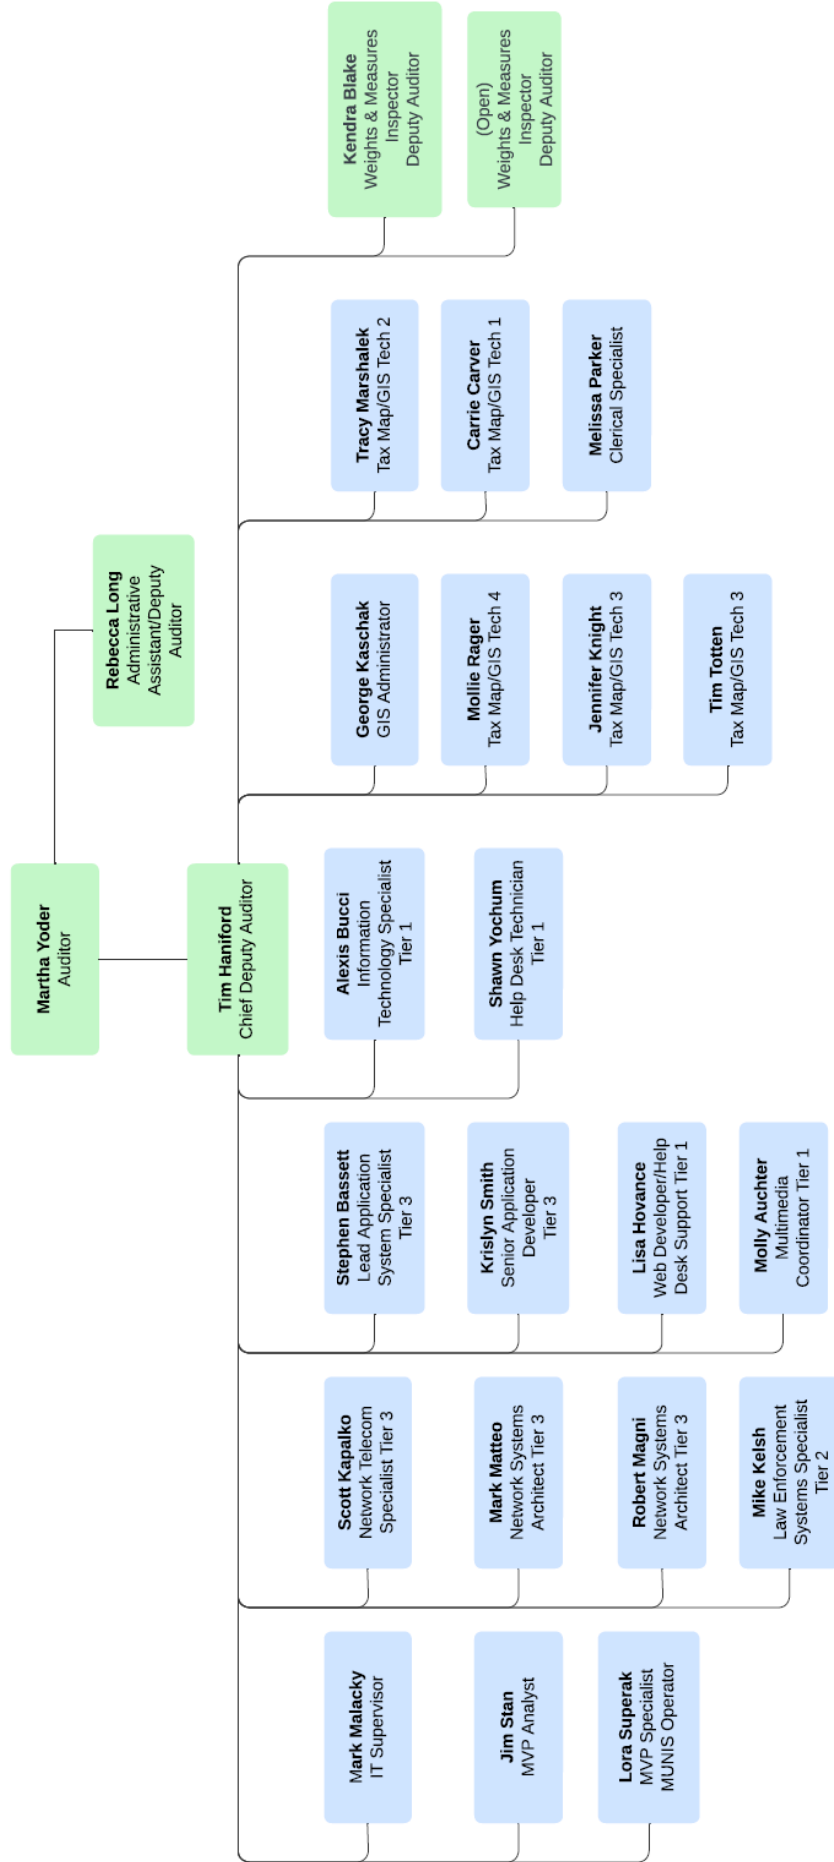 Martha Yoder
Auditor
Rebecca Long
Administrative
Assistant/Deputy
Auditor
Tim Haniford
Chief Deputy Auditor
Mark Malacky
IT Supervisor
Jim Stan
MVP Analyst
Lora Superak
MVP Specialist
MUNIS Operator
Scott Kapalko
Network Telecom
Specialist Tier 3
Mark Matteo
Network Systems
Architect Tier 3
Robert Magni
Network Systems
Architect Tier 3
Mike Kelsh
Law Enforcement
Systems Specialist
Tier 2
Stephen Bassett
Lead Application
System Specialist
Tier 3
Krislyn Smith
Senior Application
Developer
Tier 3
Lisa Hovance
Web Developer/Help
Desk Support Tier 1
Molly Auchter
Multimedia
Coordinator Tier 1
Alexis Bucci
Information
Technology Specialist
Tier 1
Shawn Yochum
Help Desk Technician
Tier 1
George Kaschak
GIS Administrator
Mollie Rager
Tax Map/GIS Tech 4
Jennifer Knight
Tax Map/GIS Tech 3
Tim Totten
Tax Map/GIS Tech 3
Tracy Marshalek
Tax Map/GIS Tech 2
Carrie Carver
Tax Map/GIS Tech 1
Melissa Parker
Clerical Specialist
Kendra Blake
Weights & Measures
Inspector
Deputy Auditor
(Open)
Weights & Measures
Inspector
Deputy Auditor